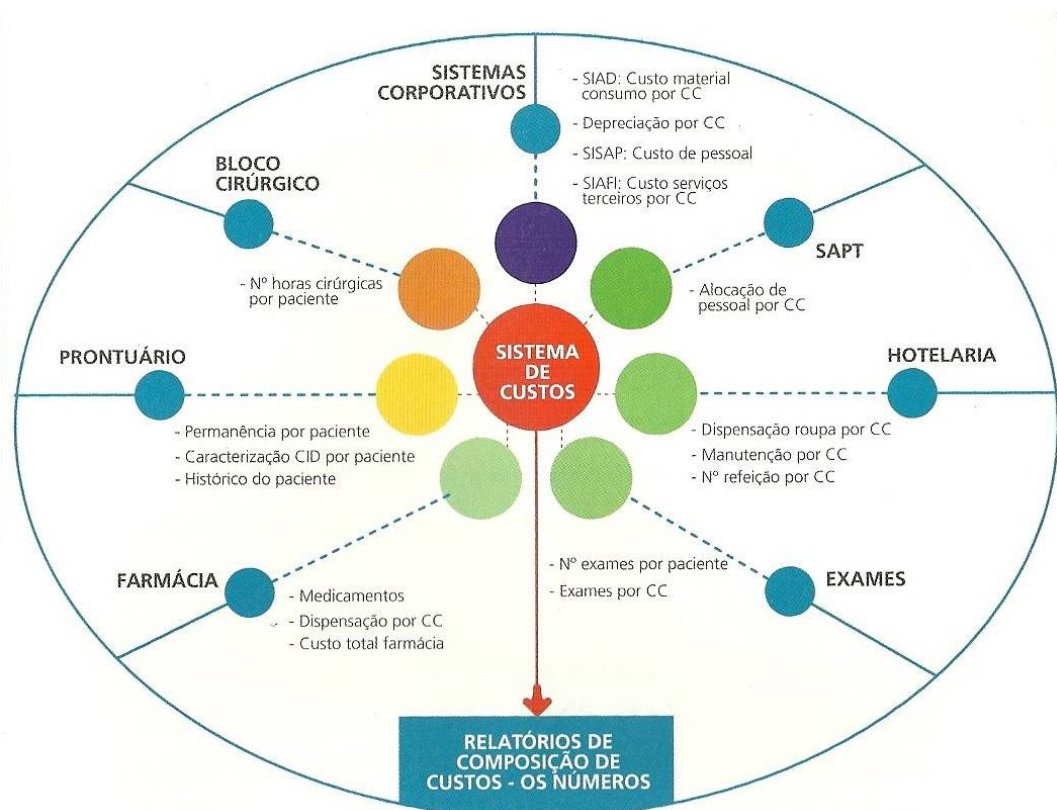 SISTEMAS
CORPORATIVOS
- SIAD: Custo material
consumo por CC
- Depreciação por CC
- SISAP: Custo de pessoal
- SIAFI: Custo serviços
terceiros por CC
BLOCO
CIRÚRGICO
- Nº horas cirúrgicas
por paciente
SAPT
- Alocação de
pessoal por CC
SISTEMA
DE
CUSTOS
PRONTUÁRIO
- Permanência por paciente
- Caracterização CID por paciente
- Histórico do paciente
HOTELARIA
- Dispensação roupa por CC
- Manutenção por CC
- Nº refeição por CC
FARMÁCIA
- Medicamentos
- Dispensação por CC
- Custo total farmácia
- Nº exames por paciente
- Exames por CC
EXAMES
RELATÓRIOS DE
COMPOSIÇÃO DE
CUSTOS - OS NÚMEROS